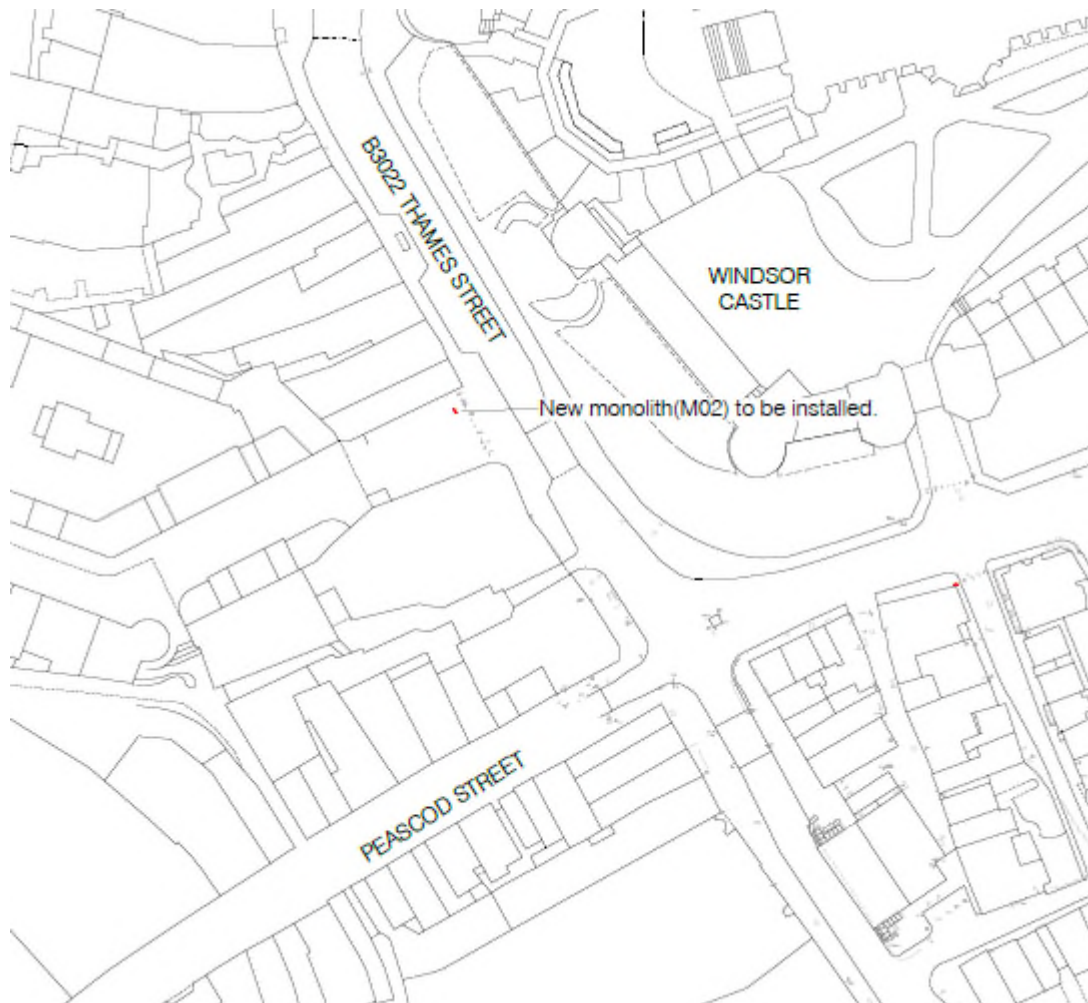 B3022 THAMES STREET
WINDSOR
CASTLE
New monolith(M02) to be installed.
PEASCOD STREET